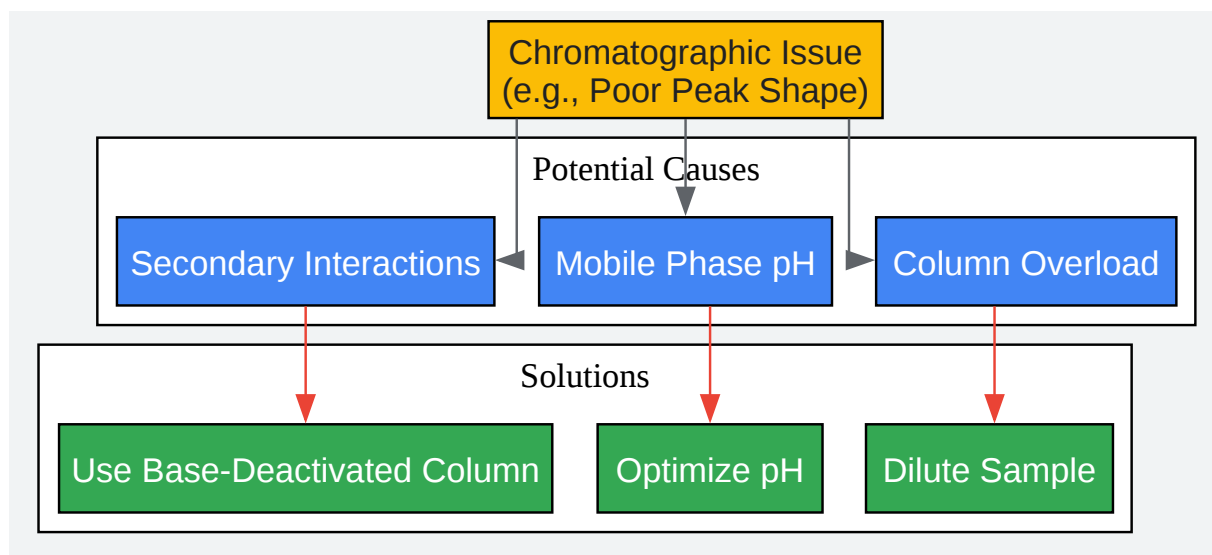 Chromatographic Issue
(e.g., Poor Peak Shape)
Potential Causes
Secondary Interactions
Mobile Phase pH
Column Overload
Solutions
Use Base-Deactivated Column
Optimize pH
Dilute Sample